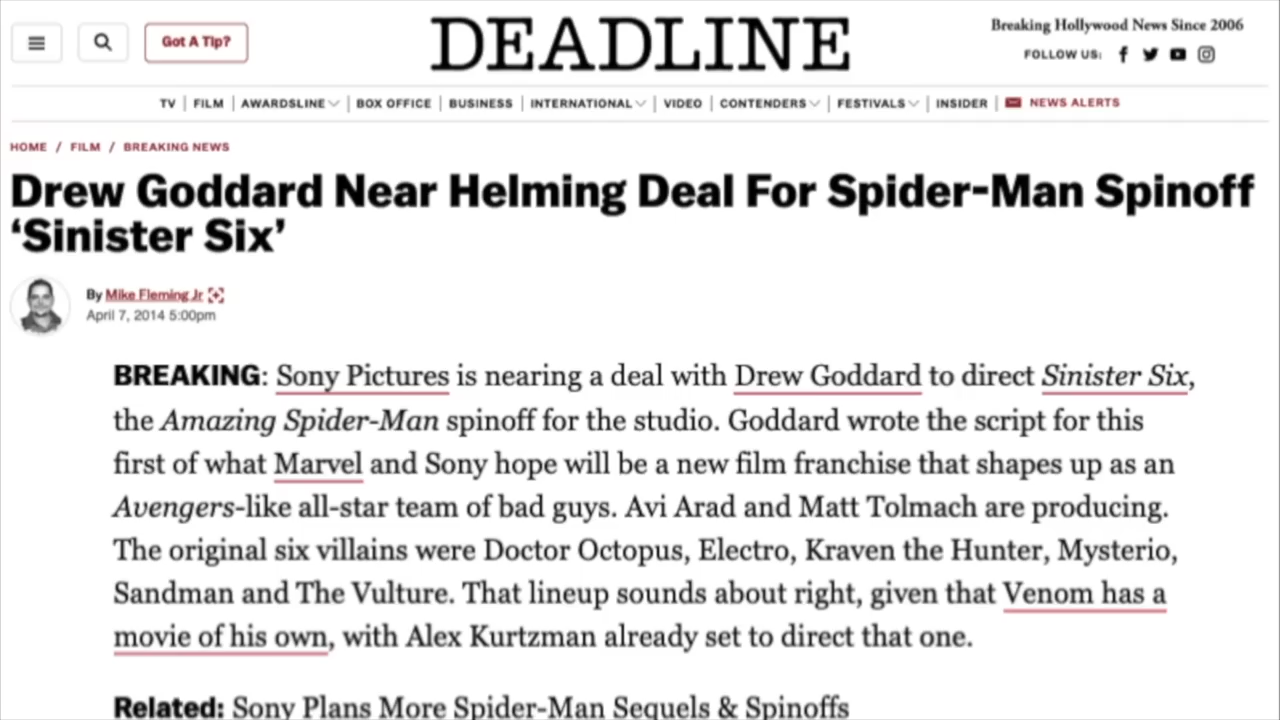 Got A Tip?
DEADLINE
Breaking Hollywood News Since 2006
FOLLOW US:
TV | FILM | AWARDSLINE | BOX OFFICE | BUSINESS | INTERNATIONAL | VIDEO | CONTENDERS | FESTIVALS | INSIDER | NEWS ALERTS
HOME / FILM / BREAKING NEWS
Drew Goddard Near Helming Deal For Spider-Man Spinoff
‘Sinister Six’
By Mike Fleming Jr
April 7, 2014 5:00pm
BREAKING: Sony Pictures is nearing a deal with Drew Goddard to direct Sinister Six,
the Amazing Spider-Man spinoff for the studio. Goddard wrote the script for this
first of what Marvel and Sony hope will be a new film franchise that shapes up as an
Avengers-like all-star team of bad guys. Avi Arad and Matt Tolmach are producing.
The original six villains were Doctor Octopus, Electro, Kraven the Hunter, Mysterio,
Sandman and The Vulture. That lineup sounds about right, given that Venom has a
movie of his own, with Alex Kurtzman already set to direct that one.
Related: Sony Plans More Spider-Man Sequels & Spinoffs